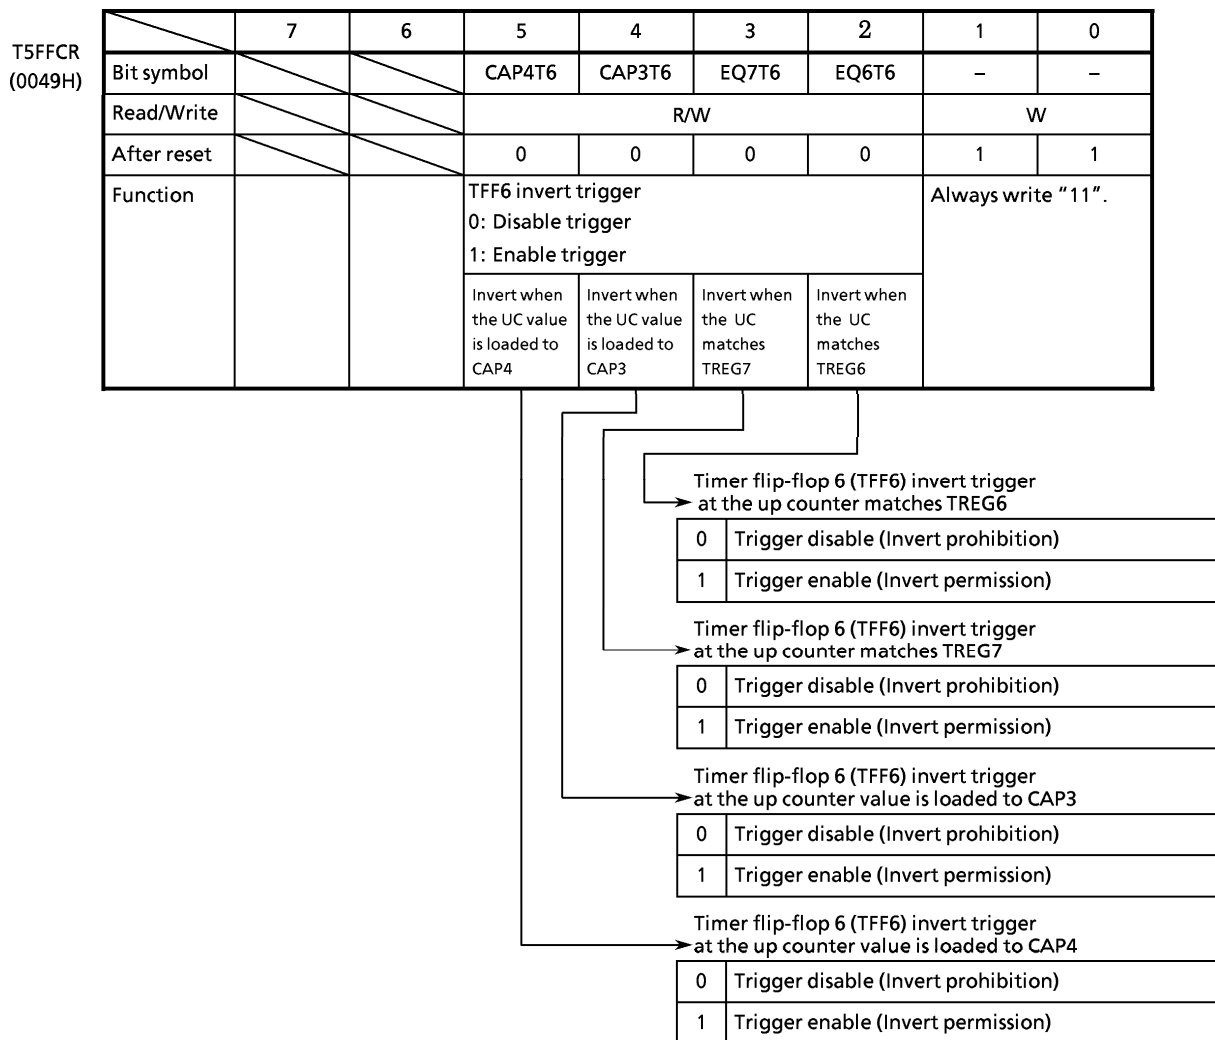 T5FFCR
(0049H)
7 6 5 4 3 2 1 0
Bit symbol CAP4T6 CAP3T6 EQ7T6 EQ6T6 – –
Read/Write R/W W
After reset 0 0 0 0 1 1
Function
TFF6 invert trigger
0: Disable trigger
1: Enable trigger
Always write “11”.
Invert when
the UC value
is loaded to
CAP4
Invert when
the UC value
is loaded to
CAP3
Invert when
the UC
matches
TREG7
Invert when
the UC
matches
TREG6
Timer flip-flop 6 (TFF6) invert trigger
at the up counter matches TREG6
0 Trigger disable (Invert prohibition)
1 Trigger enable (Invert permission)
Timer flip-flop 6 (TFF6) invert trigger
at the up counter matches TREG7
0 Trigger disable (Invert prohibition)
1 Trigger enable (Invert permission)
Timer flip-flop 6 (TFF6) invert trigger
at the up counter value is loaded to CAP3
0 Trigger disable (Invert prohibition)
1 Trigger enable (Invert permission)
Timer flip-flop 6 (TFF6) invert trigger
at the up counter value is loaded to CAP4
0 Trigger disable (Invert prohibition)
1 Trigger enable (Invert permission)